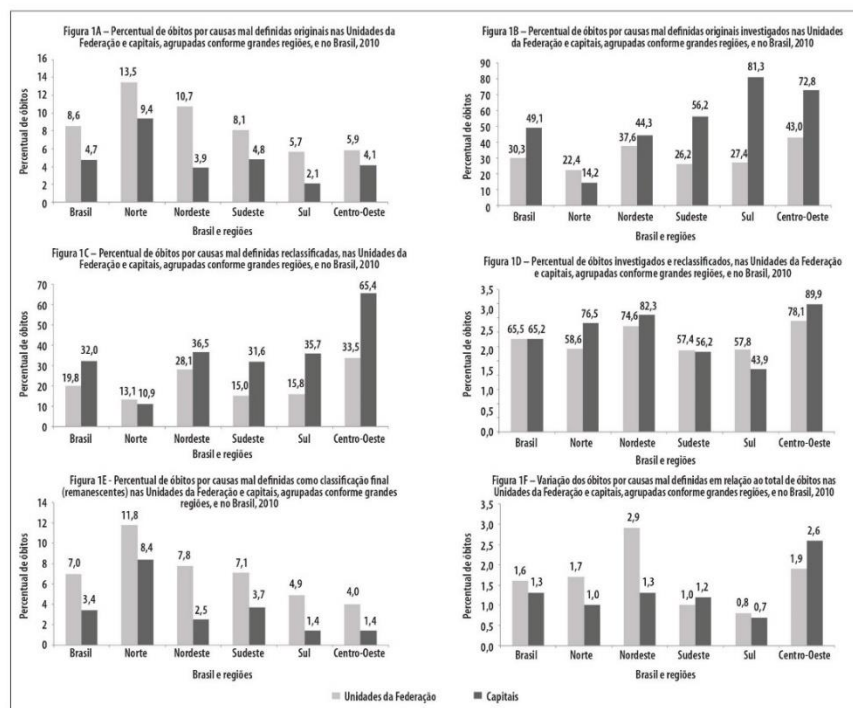 Figura 1A – Percentual de óbitos por causas mal definidas originais nas Unidades da
Federação e capitais, agrupadas conforme grandes regiões, e no Brasil, 2010
Percentual de óbitos
16
14
12
10
8
6
4
2
0
8,6
4,7
13,5
9,4
10,7
3,9
8,1
4,8
5,7
2,1
5,9
4,1
Brasil
Norte
Nordeste
Sudeste
Sul
Centro-Oeste
Brasil e regiões
Figura 1B – Percentual de óbitos por causas mal definidas originais investigados nas Unidades
da Federação e capitais, agrupadas conforme grandes regiões, e no Brasil, 2010
Percentual de óbitos
90
80
70
60
50
40
30
20
10
0
30,3
49,1
22,4
14,2
37,6
44,3
26,2
56,2
27,4
81,3
43,0
72,8
Brasil
Norte
Nordeste
Sudeste
Sul
Centro-Oeste
Brasil e regiões
Figura 1C – Percentual de óbitos por causas mal definidas reclassificadas, nas Unidades da
Federação e capitais, agrupadas conforme grandes regiões, e no Brasil, 2010
Percentual de óbitos
70
60
50
40
30
20
10
0
19,8
32,0
13,1
10,9
28,1
36,5
15,0
31,6
15,8
35,7
33,5
65,4
Brasil
Norte
Nordeste
Sudeste
Sul
Centro-Oeste
Figura 1D – Percentual de óbitos investigados e reclassificados, nas Unidades da Federação
e capitais, agrupadas conforme grandes regiões, e no Brasil, 2010
Percentual de óbitos
3,5
3,0
2,5
2,0
1,5
1,0
0,5
0,0
65,5
65,2
58,6
76,5
74,6
82,3
57,4
56,2
57,8
43,9
78,1
89,9
Brasil
Norte
Nordeste
Sudeste
Sul
Centro-Oeste
Figura 1E - Percentual de óbitos por causas mal definidas como classificação final
(remanescentes) nas Unidades da Federação e capitais, agrupadas conforme grandes
regiões, e no Brasil, 2010
Percentual de óbitos
14
12
10
8
6
4
2
0
7,0
3,4
11,8
8,4
7,8
2,5
7,1
3,7
4,9
1,4
4,0
1,4
Brasil
Norte
Nordeste
Sudeste
Sul
Centro-Oeste
Brasil e regiões
Figura 1F – Variação dos óbitos por causas mal definidas em relação ao total de óbitos nas
Unidades da Federação e capitais, agrupadas conforme grandes regiões, e no Brasil, 2010
Percentual de óbitos
3,5
3,0
2,5
2,0
1,5
1,0
0,5
0,0
1,6
1,3
1,7
1,0
2,9
1,3
1,0
1,2
0,8
0,7
1,9
2,6
Brasil
Norte
Nordeste
Sudeste
Sul
Centro-Oeste
Brasil e regiões
Unidades da Federação
Capitais